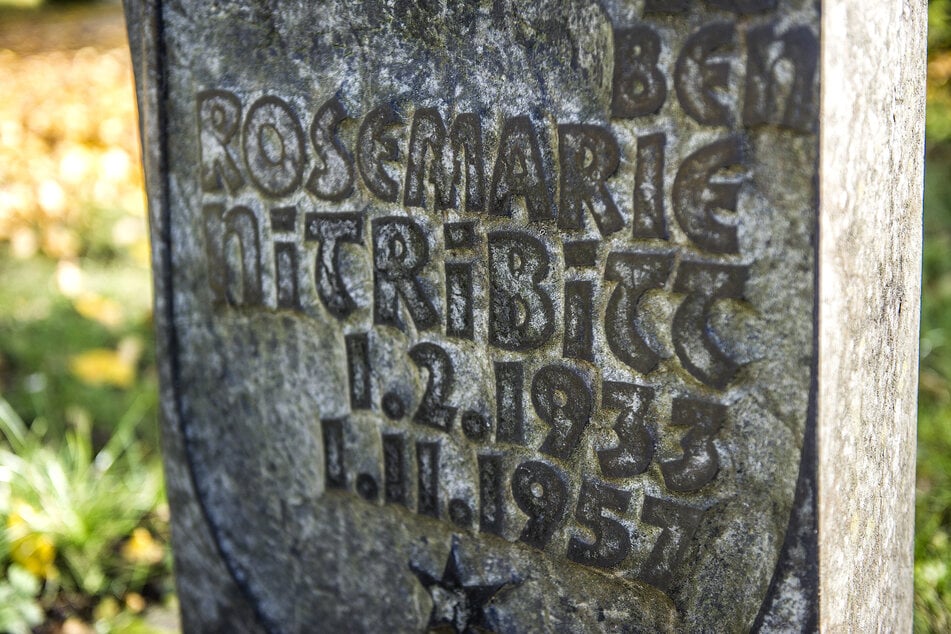 BEN
ROSEMARIE
NITRIBITT
1.2.1933
1.11.1957